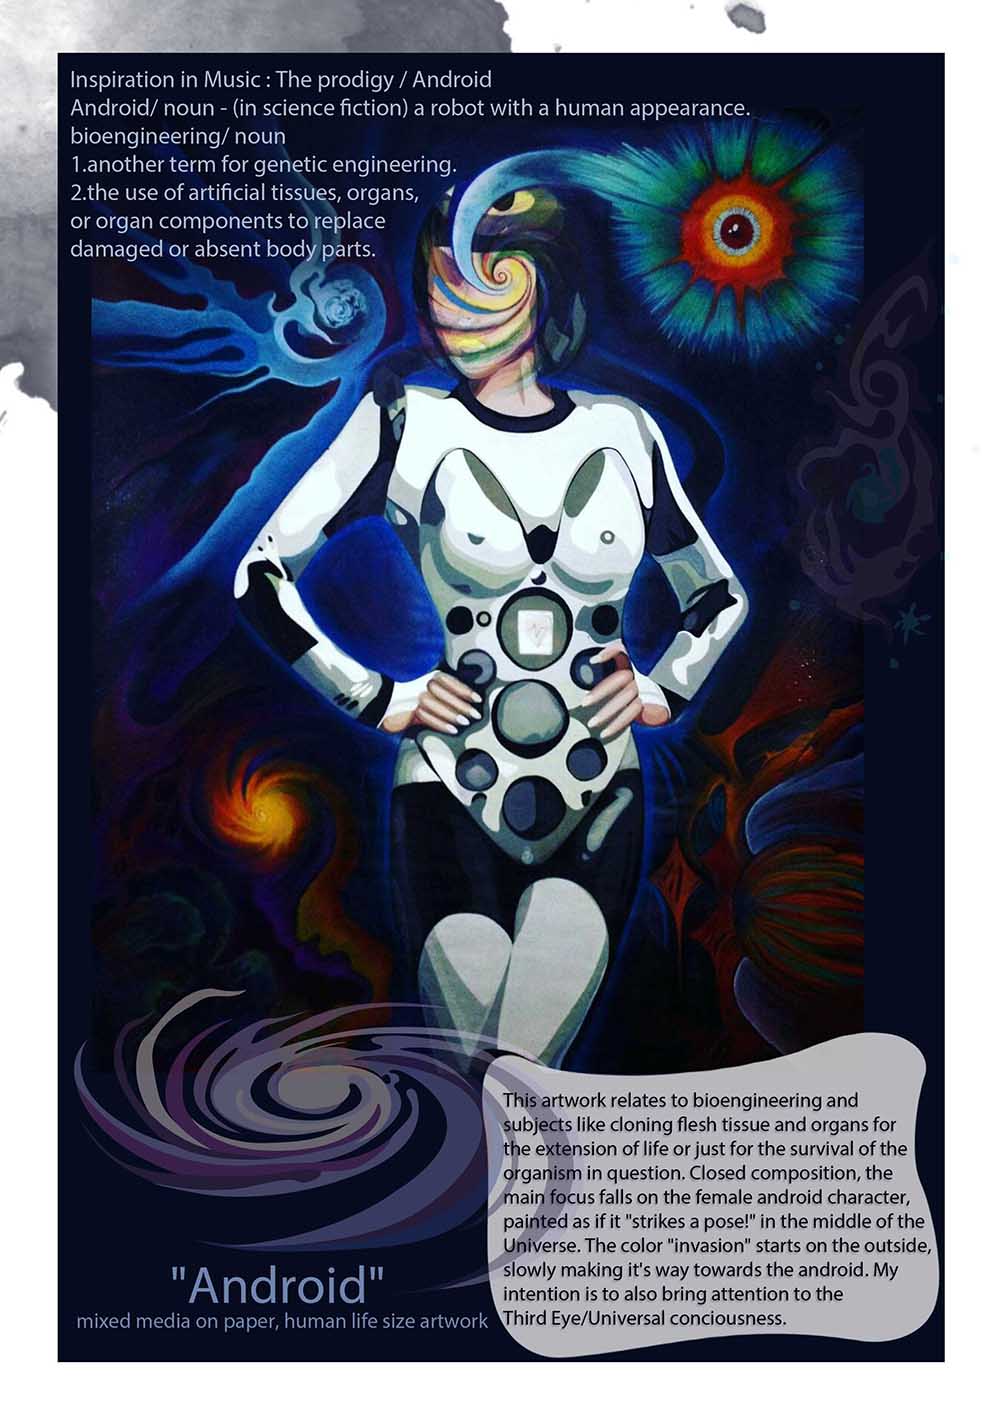 Inspiration in Music : The prodigy / Android
Android/ noun - (in science fiction) a robot with a human appearance.
bioengineering/ noun
1.another term for genetic engineering.
2.the use of artificial tissues, organs,
or organ components to replace
damaged or absent body parts.
This artwork relates to bioengineering and
subjects like cloning flesh tissue and organs for
the extension of life or just for the survival of the
organism in question. Closed composition, the
main focus falls on the female android character,
painted as if it "strikes a pose!" in the middle of the
Universe. The color "invasion" starts on the outside,
slowly making it's way towards the android. My
intention is to also bring attention to the
Third Eye/Universal conciousness.
"Android"
mixed media on paper, human life size artwork